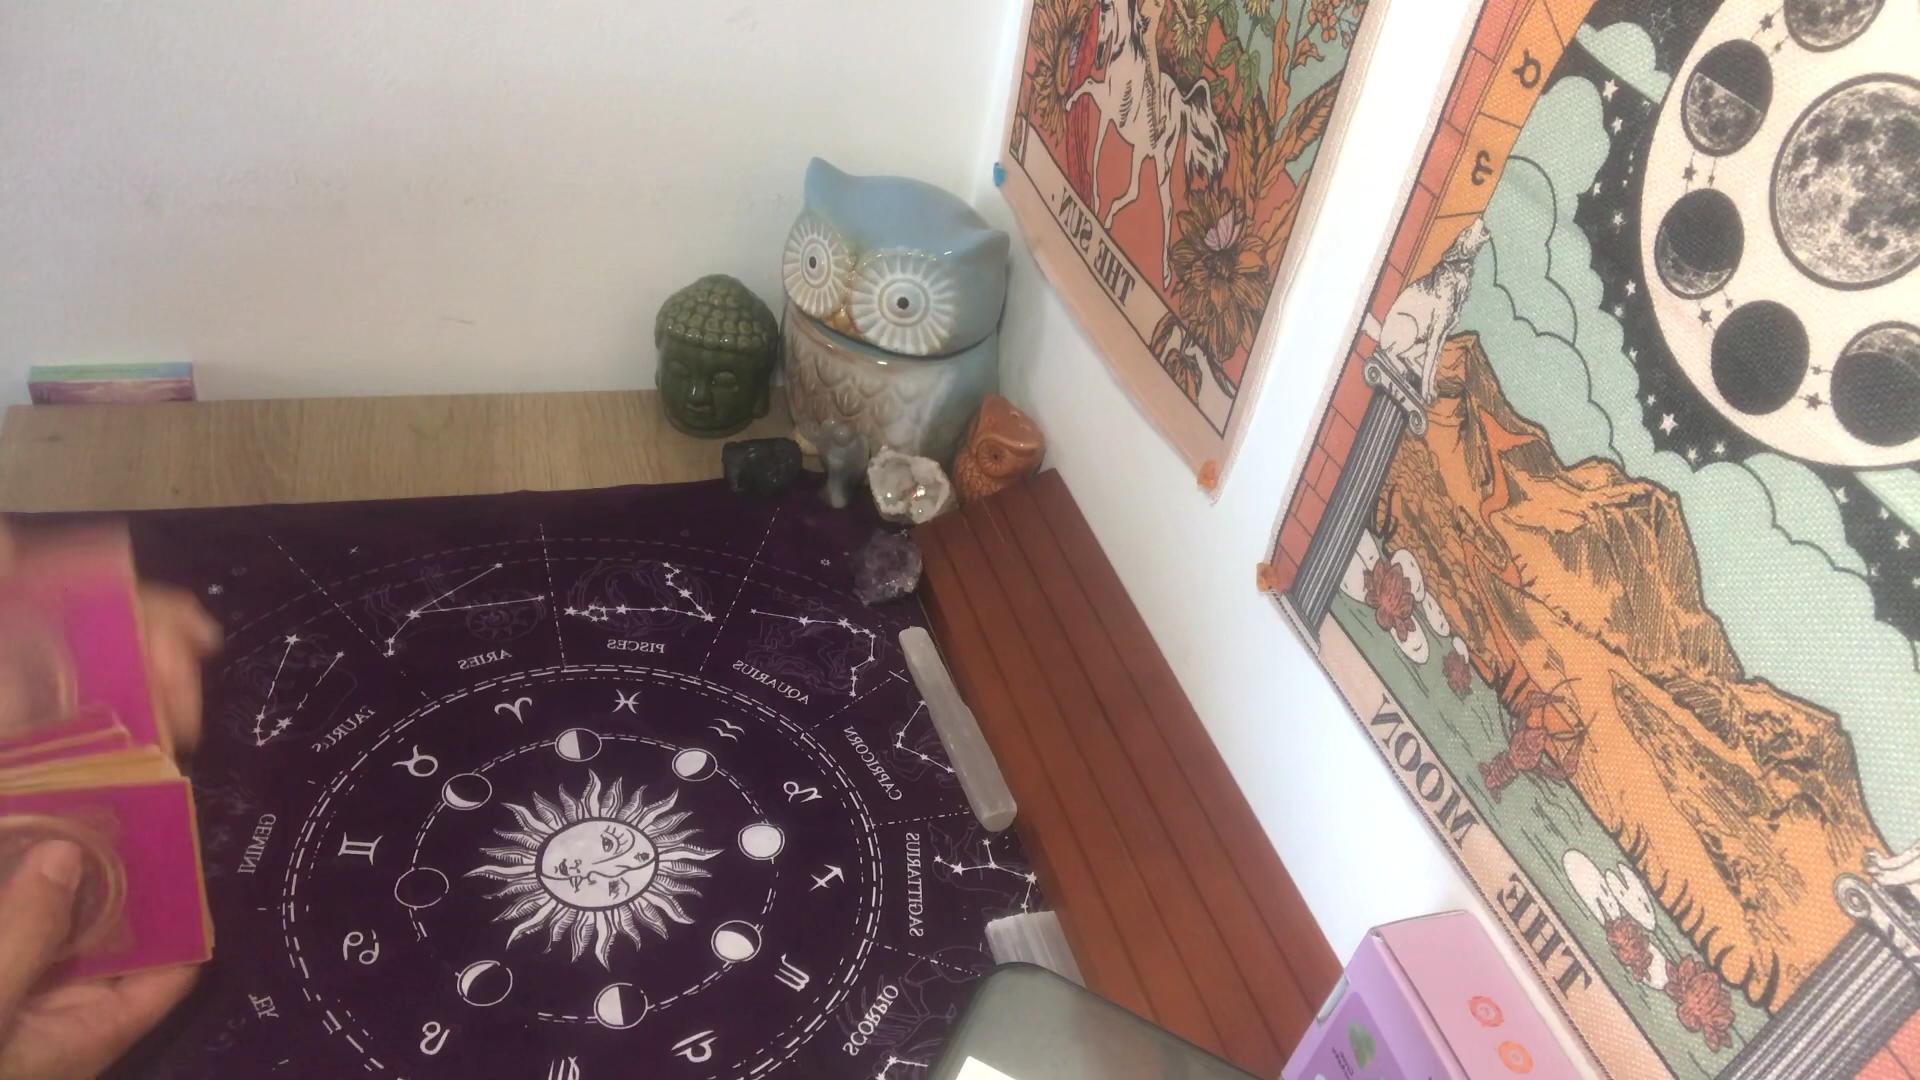 THE SUN.
THE MOON
ARIES
PISCES
AQUARIUS
TAURUS
CAPRICORN
GEMINI
SAGITTARIUS
SCORPIO